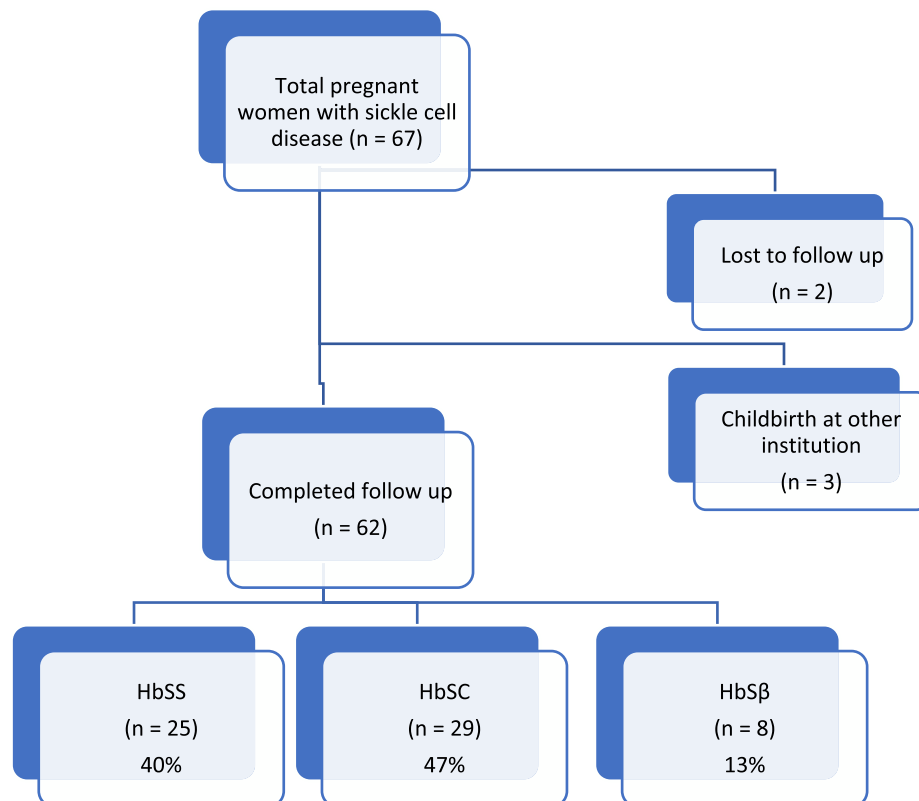 Total pregnant
women with sickle cell
disease (n = 67)
Lost to follow up
(n = 2)
Childbirth at other
institution
(n = 3)
Completed follow up
(n = 62)
HbSS
(n = 25)
40%
HbSC
(n = 29)
47%
HbSβ
(n = 8)
13%